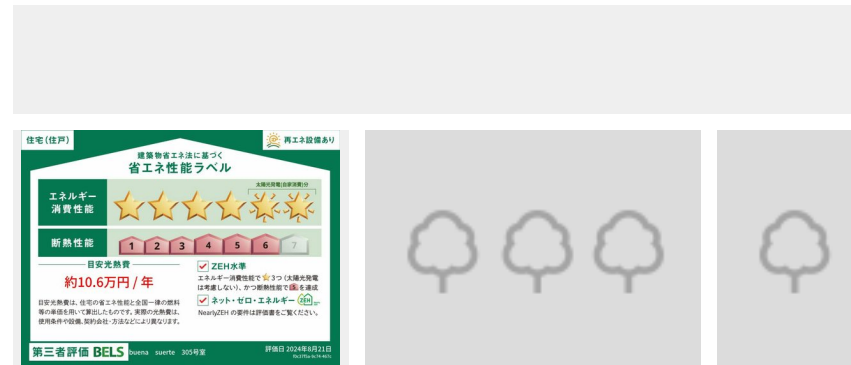 住宅(住戸)
再エネ設備あり
建築物省エネ法に基づく
省エネ性能ラベル
太陽光発電(自家消費)分
エネルギー
消費性能
断熱性能
1 2 3 4 5 6 7
目安光熱費
約10.6万円 / 年
目安光熱費は、住宅の省エネ性能と全国一律の燃料
等の単価を用いて算出したものです。実際の光熱費は、
使用条件や設備、契約会社・方法などにより異なります。
ZEH水準
エネルギー消費性能で☆3つ(太陽光発電
は考慮しない)、かつ断熱性能で5を達成
ネット・ゼロ・エネルギー ZEH
NearlyZEH の要件は評価書をご覧ください。
第三者評価 BELS
buena suerte 305号室
評価日 2024年8月21日